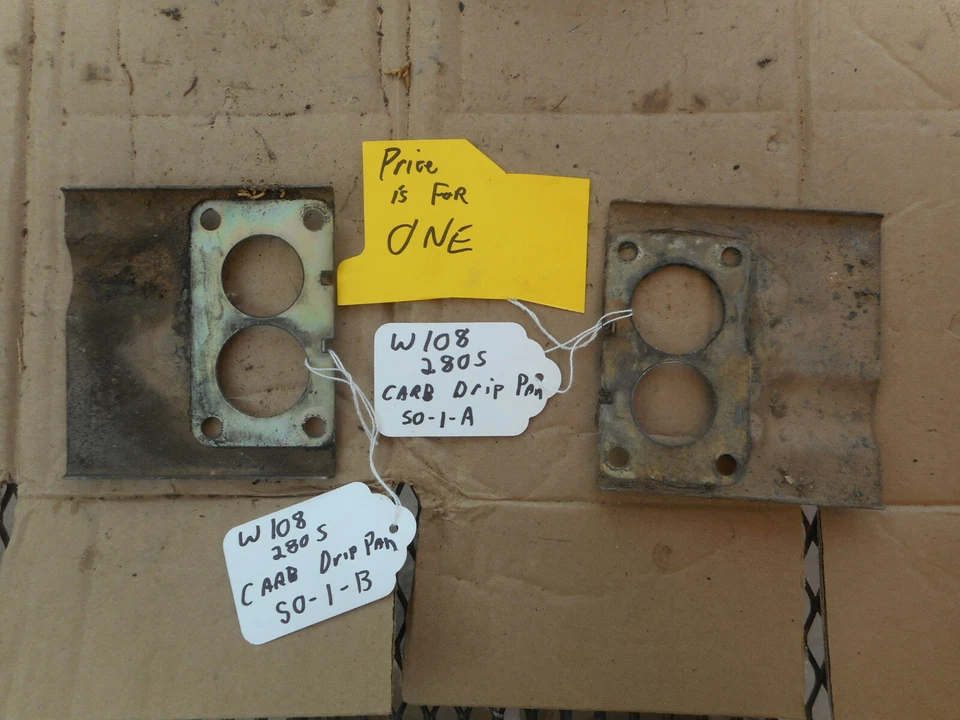 Price
is FOR
ONE
W108
280S
CARB Drip Pan
SO-1-A
W108
280S
CARB Drip Pan
SO-1-B